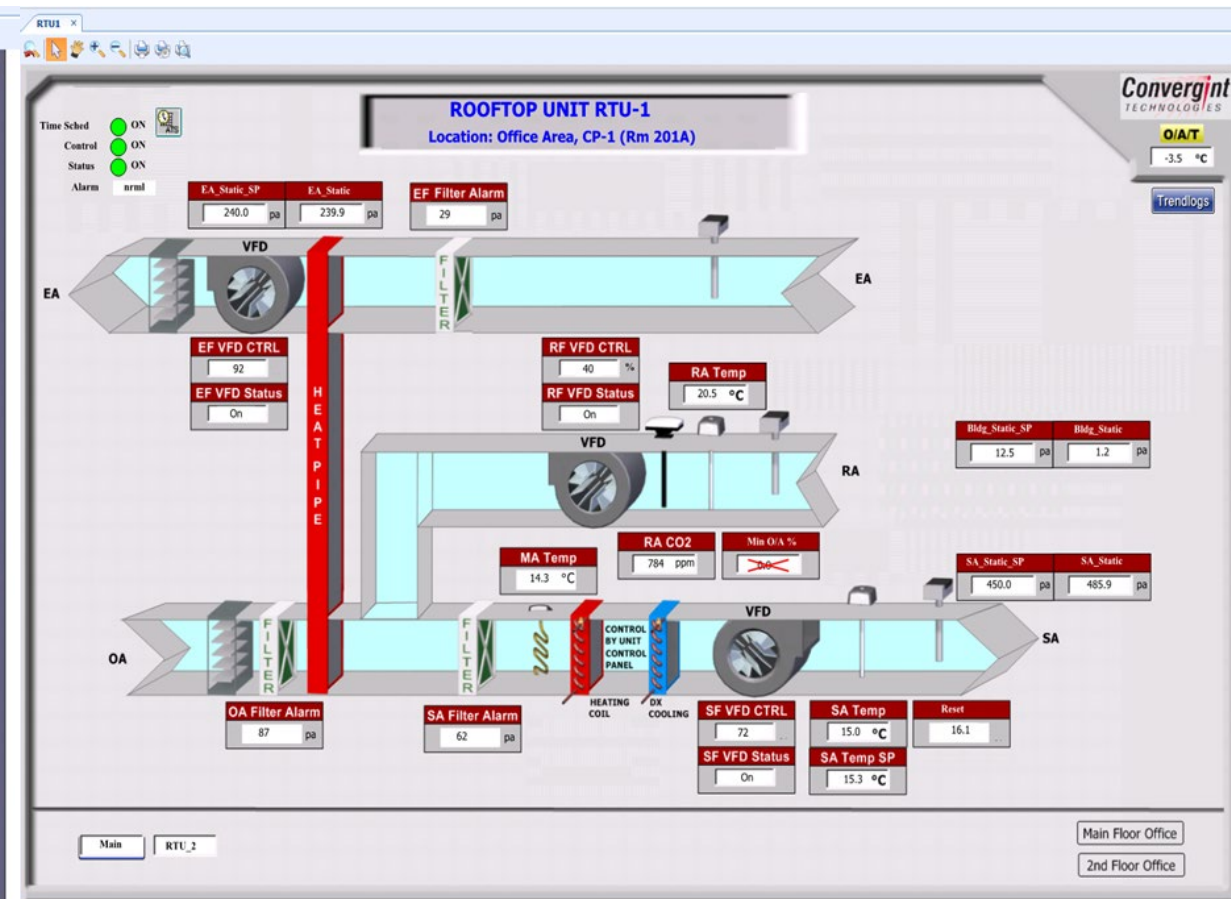 RTU1 ×
ROOFTOP UNIT RTU-1
Location: Office Area, CP-1 (Rm 201A)
Convergint
TECHNOLOGIES
O/A/T
-3.5 °C
Trendlogs
Time Sched ON
Control ON
Status ON
Alarm nrml
ATS
EA_Static_SP EA_Static EF Filter Alarm
240.0 pa 239.9 pa 29 pa
VFD
FILTER
EA
EA
EF VFD CTRL
92
EF VFD Status
On
HEAT PIPE
RF VFD CTRL
40 %
RF VFD Status
On
RA Temp
20.5 °C
VFD
RA
Bldg_Static_SP Bldg_Static
12.5 pa 1.2 pa
MA Temp
14.3 °C
RA CO2
784 ppm
Min O/A %
0.0
SA_Static_SP SA_Static
450.0 pa 485.9 pa
OA
FILTER
FILTER
CONTROL
BY UNIT
CONTROL
PANEL
VFD
SA
HEATING
COIL
DX
COOLING
OA Filter Alarm
87 pa
SA Filter Alarm
62 pa
SF VFD CTRL
72 ..
SF VFD Status
On
SA Temp
15.0 °C
SA Temp SP
15.3 °C
Reset
16.1 ..
Main RTU_2
Main Floor Office
2nd Floor Office